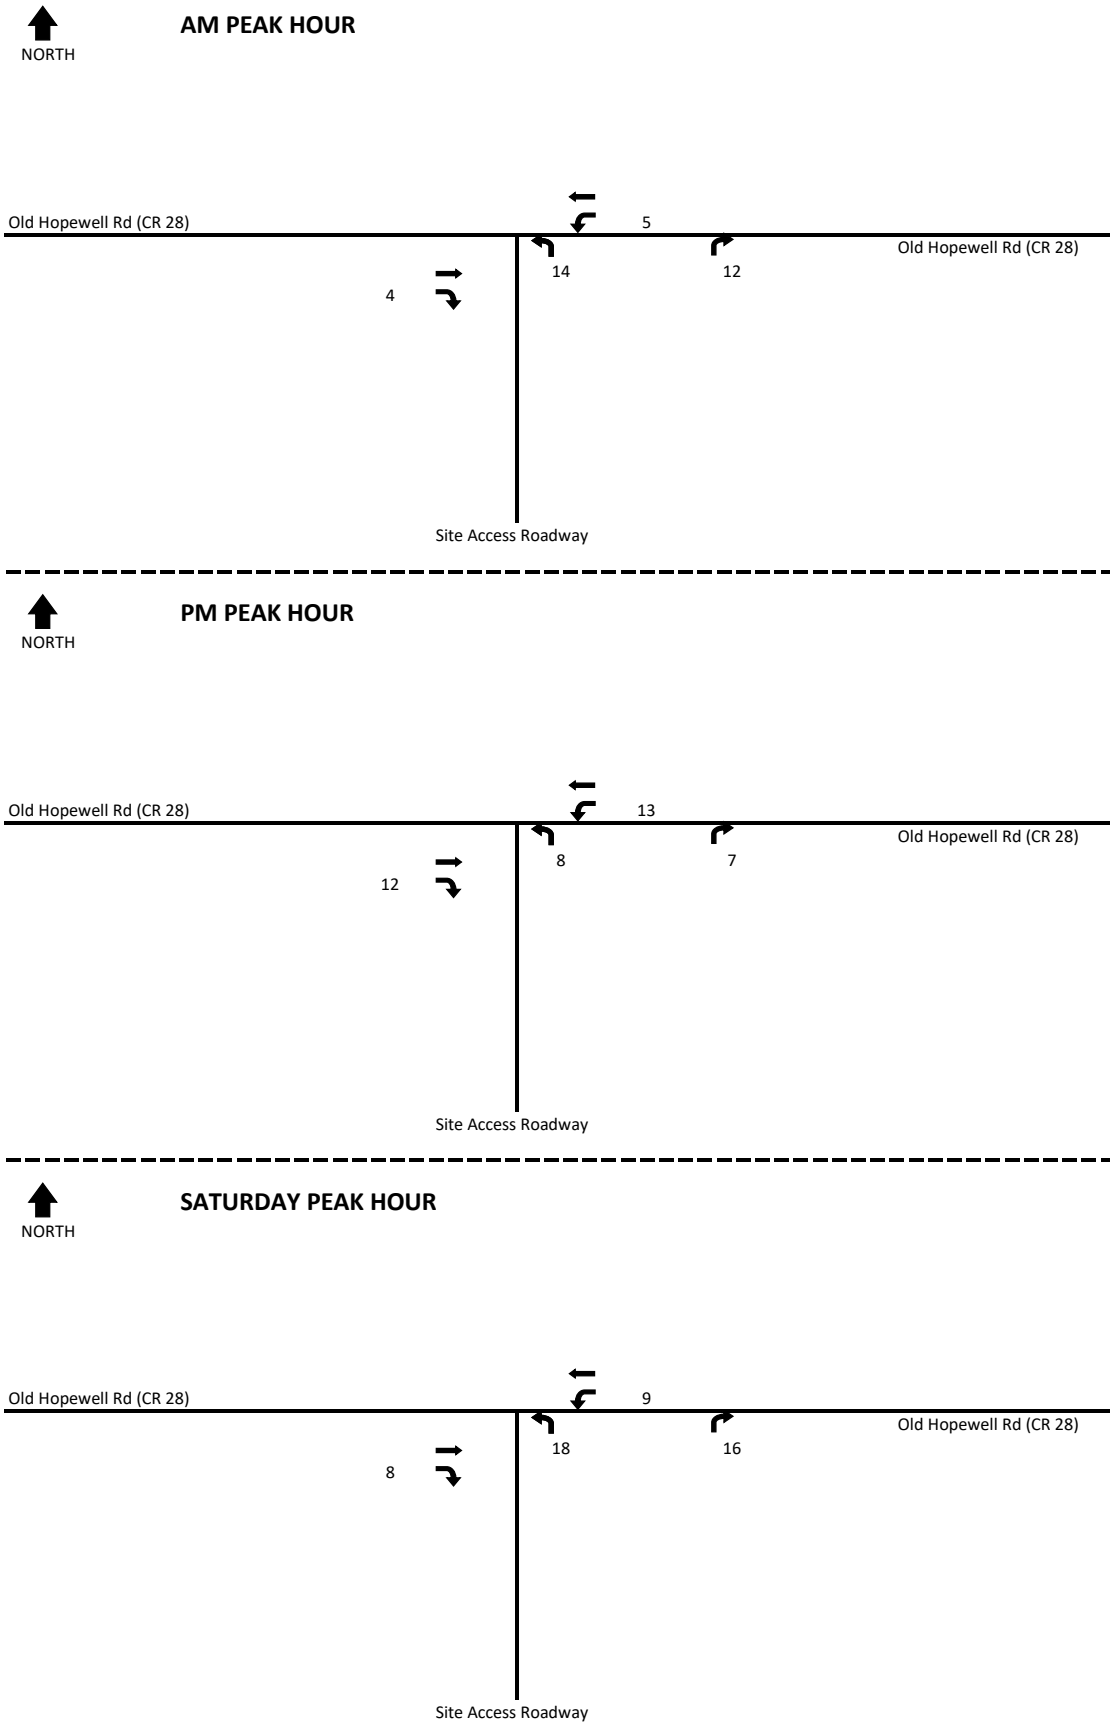 AM PEAK HOUR
NORTH
Old Hopewell Rd (CR 28)
5
Old Hopewell Rd (CR 28)
14
12
4
Site Access Roadway
PM PEAK HOUR
NORTH
Old Hopewell Rd (CR 28)
13
Old Hopewell Rd (CR 28)
8
7
12
Site Access Roadway
SATURDAY PEAK HOUR
NORTH
Old Hopewell Rd (CR 28)
9
Old Hopewell Rd (CR 28)
18
16
8
Site Access Roadway